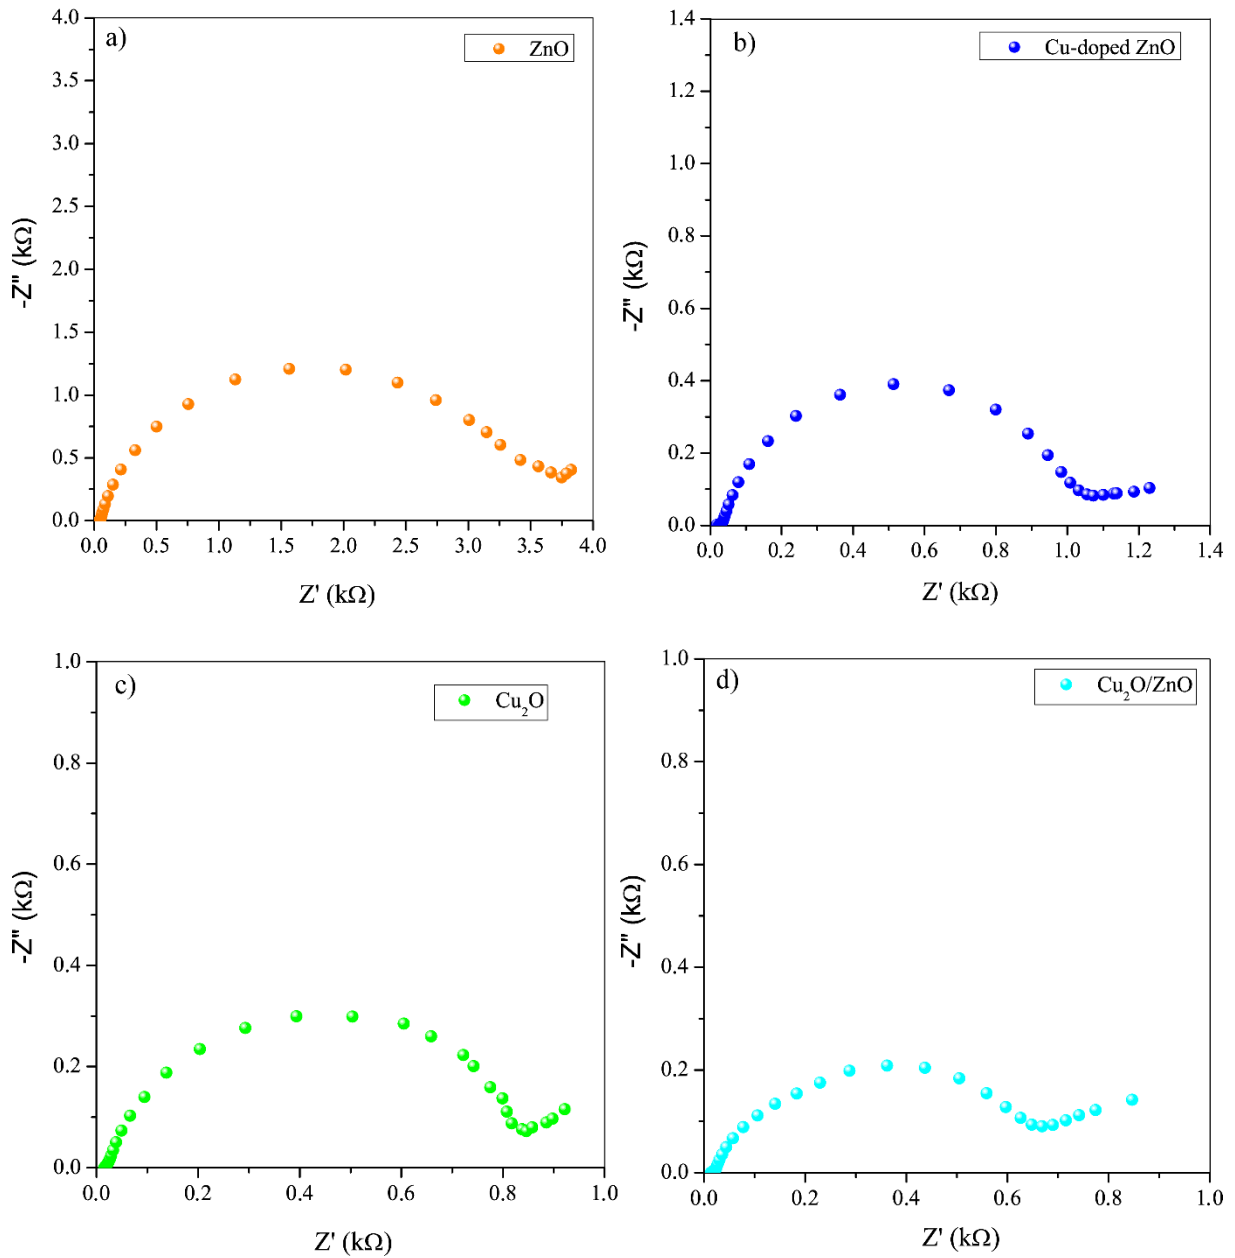 a)
ZnO
4.0
3.5
3.0
2.5
2.0
1.5
1.0
0.5
0.0
-Z" (kΩ)
0.0 0.5 1.0 1.5 2.0 2.5 3.0 3.5 4.0
Z' (kΩ)
b)
Cu-doped ZnO
1.4
1.2
1.0
0.8
0.6
0.4
0.2
0.0
-Z" (kΩ)
0.0 0.2 0.4 0.6 0.8 1.0 1.2 1.4
Z' (kΩ)
c)
Cu₂O
1.0
0.8
0.6
0.4
0.2
0.0
-Z" (kΩ)
0.0 0.2 0.4 0.6 0.8 1.0
Z' (kΩ)
d)
Cu₂O/ZnO
1.0
0.8
0.6
0.4
0.2
0.0
-Z" (kΩ)
0.0 0.2 0.4 0.6 0.8 1.0
Z' (kΩ)